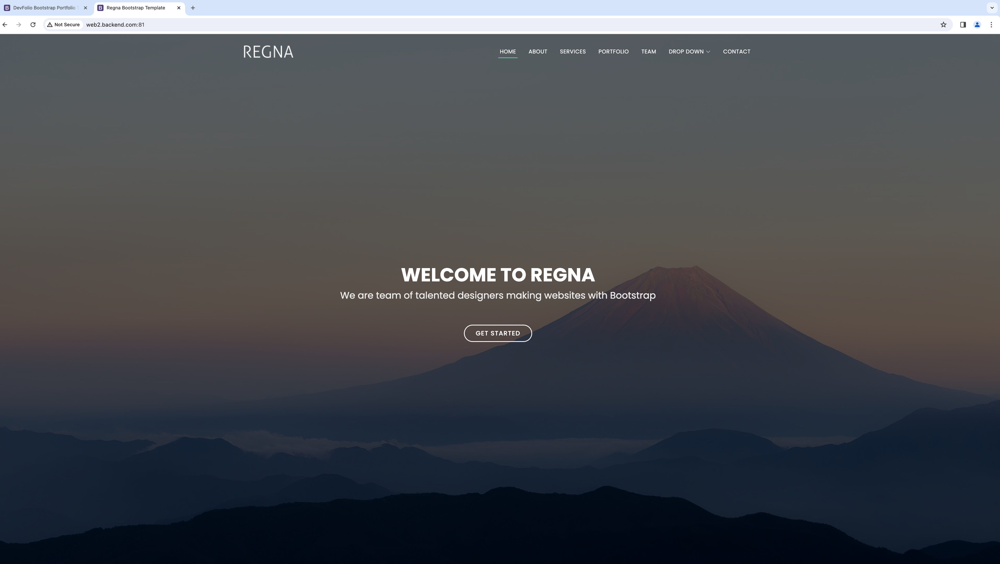 DevFolio Bootstrap Portfolio
Regna Bootstrap Template
Not Secure
web2.backend.com:81
REGNA
HOME
ABOUT
SERVICES
PORTFOLIO
TEAM
DROP DOWN
CONTACT
WELCOME TO REGNA
We are team of talented designers making websites with Bootstrap
GET STARTED